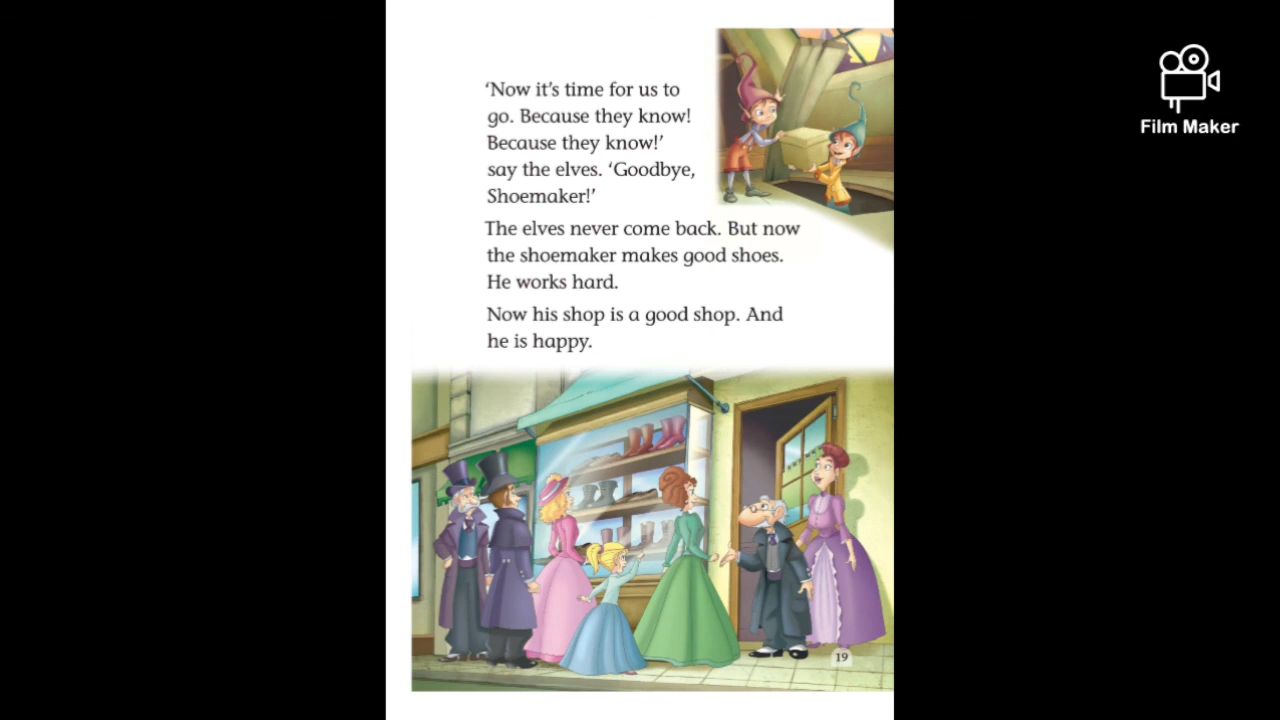 ‘Now it’s time for us to
go. Because they know!
Because they know!’
say the elves. ‘Goodbye,
Shoemaker!’
The elves never come back. But now
the shoemaker makes good shoes.
He works hard.
Now his shop is a good shop. And
he is happy.
19
Film Maker